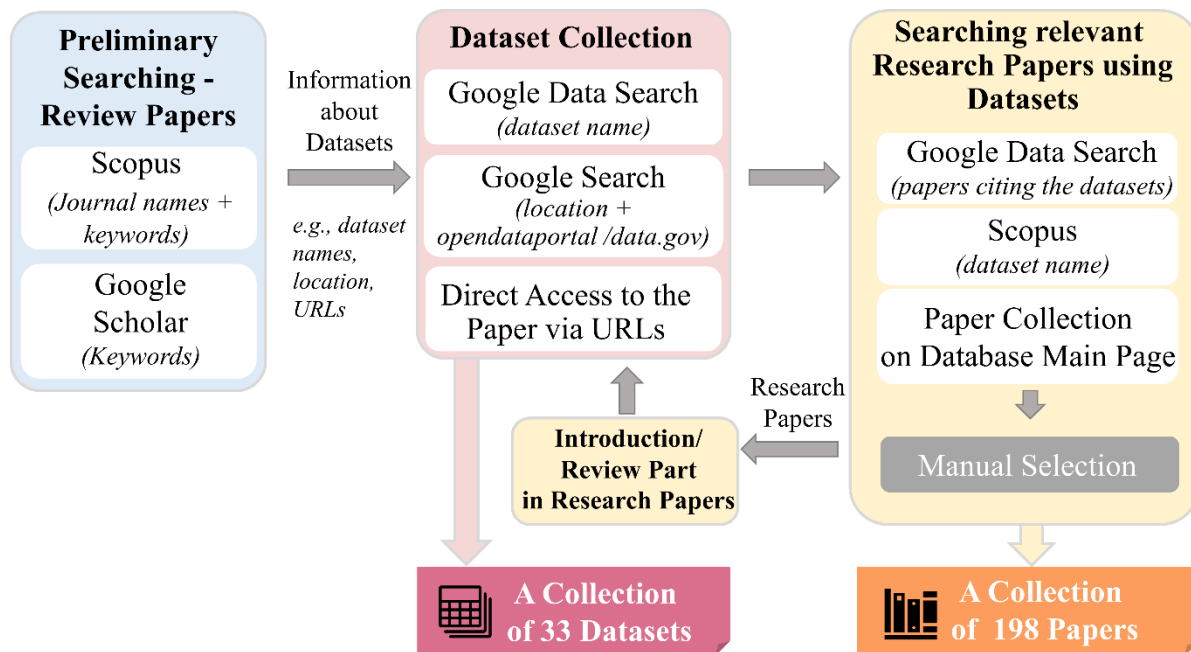 Preliminary
Searching -
Review Papers
Scopus
(Journal names +
keywords)
Google
Scholar
(Keywords)
Information
about
Datasets
e.g., dataset
names,
location,
URLs
Dataset Collection
Google Data Search
(dataset name)
Google Search
(location +
opendataportal /data.gov)
Direct Access to the
Paper via URLs
Searching relevant
Research Papers using
Datasets
Google Data Search
(papers citing the datasets)
Scopus
(dataset name)
Paper Collection
on Database Main Page
Manual Selection
Research
Papers
Introduction/
Review Part
in Research Papers
A Collection
of 33 Datasets
A Collection
of 198 Papers